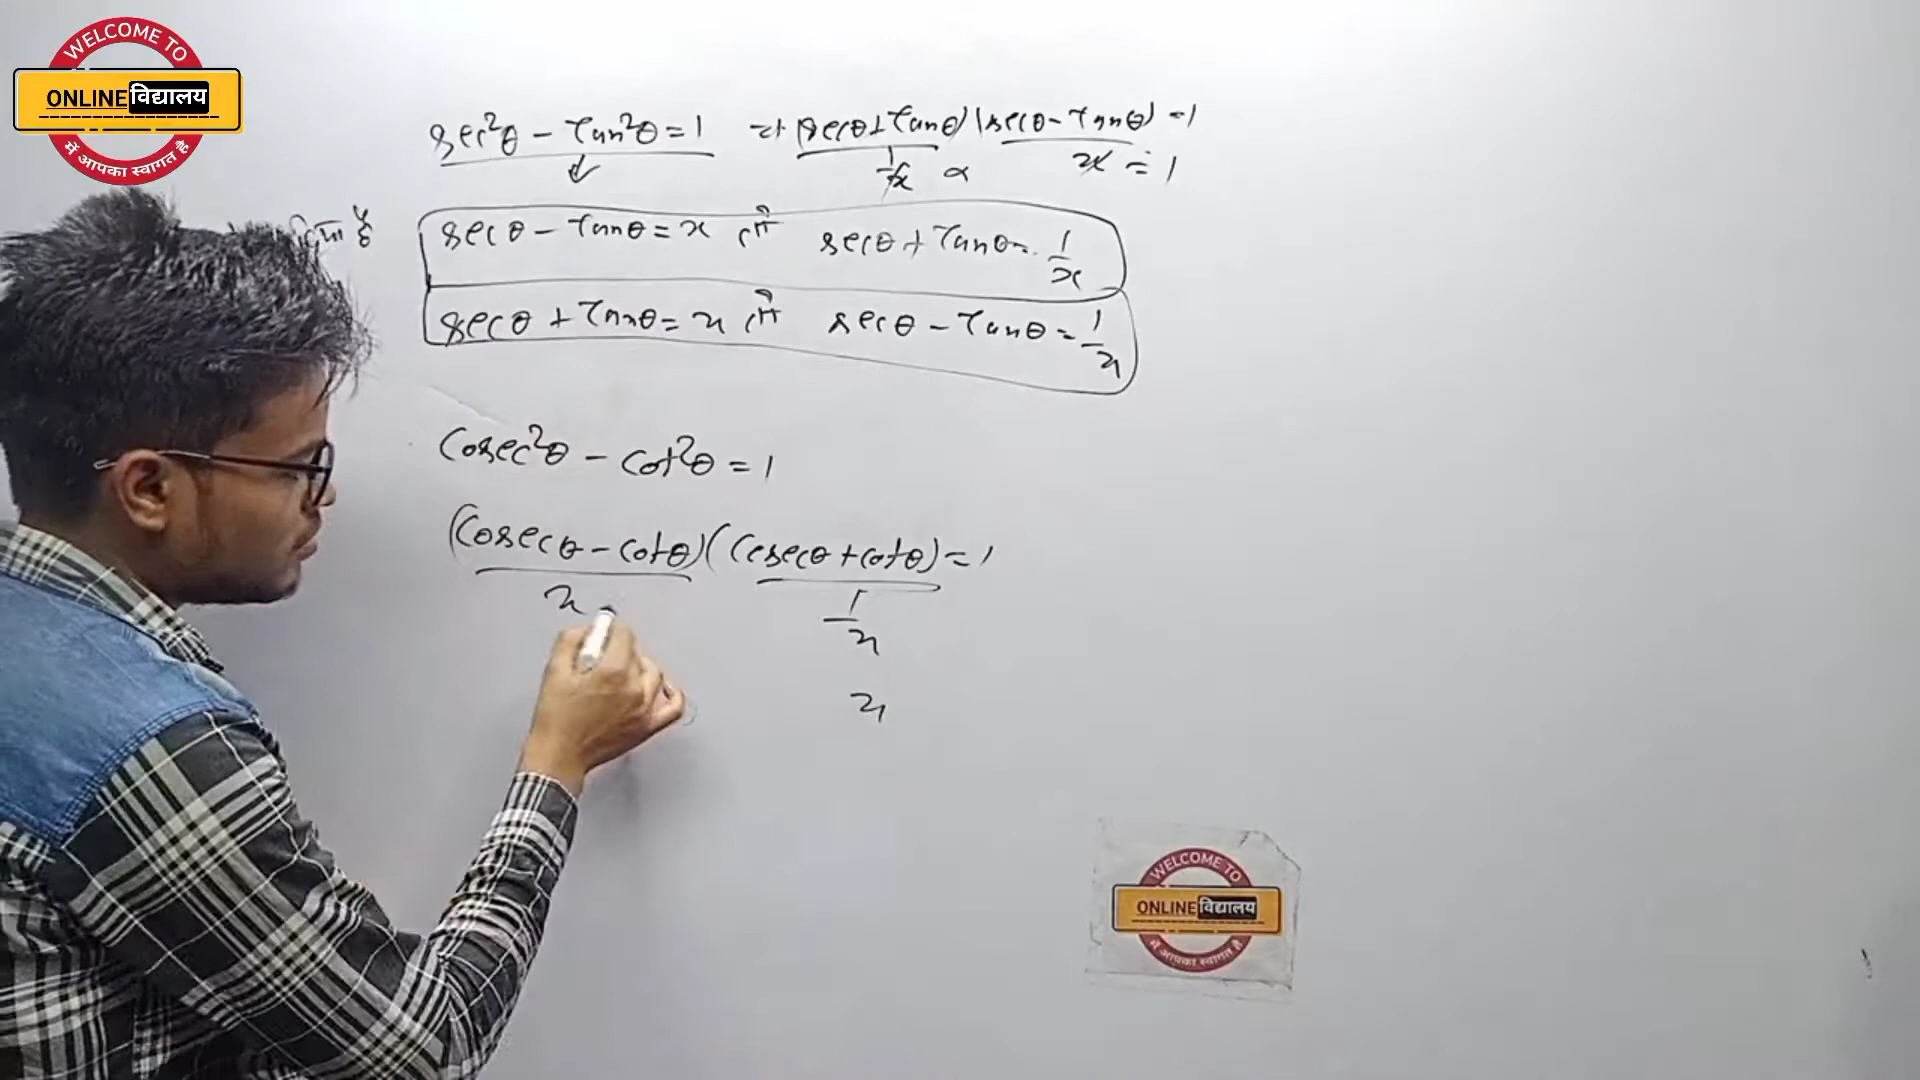 WELCOME TO
ONLINE विद्यालय
में आपका स्वागत है
sec²θ - Tan²θ = 1 ⇒ (secθ + Tanθ)(secθ - Tanθ) = 1
1/x x = 1
है
secθ - Tanθ = x तो secθ + Tanθ = 1/x
secθ + Tanθ = x तो secθ - Tanθ = 1/x
Cosec²θ - Cot²θ = 1
(Cosecθ - Cotθ)(Cosecθ + Cotθ) = 1
x 1/x
x
WELCOME TO
ONLINE विद्यालय
में आपका स्वागत है